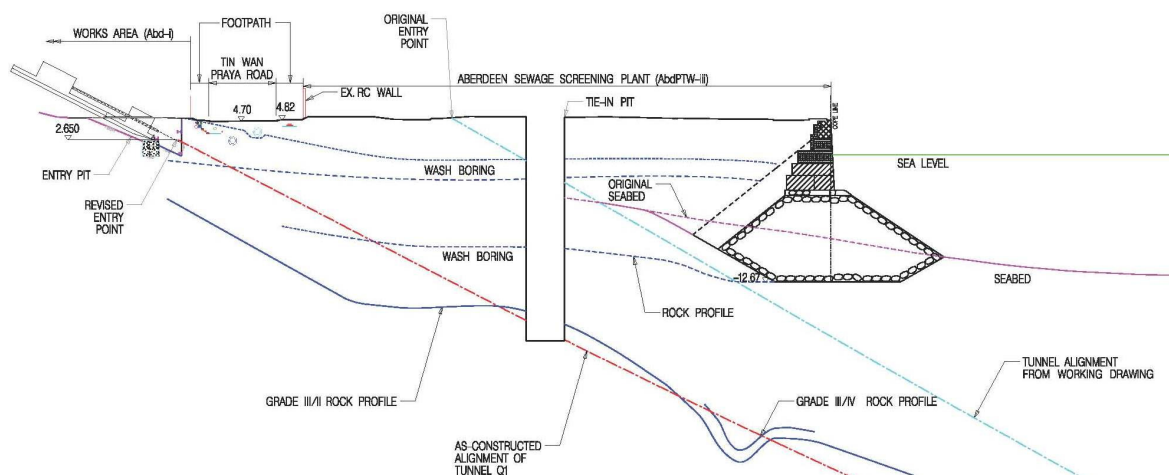 WORKS AREA (Abd-i)
FOOTPATH
TIN WAN
PRAYA ROAD
ORIGINAL
ENTRY
POINT
ABERDEEN SEWAGE SCREENING PLANT (AbdPTW-iii)
EX. RC WALL
TIE-IN PIT
COPE LINE
4.70
4.82
2.650
ENTRY PIT
REVISED
ENTRY
POINT
WASH BORING
ORIGINAL
SEABED
SEA LEVEL
WASH BORING
-12.67
SEABED
ROCK PROFILE
TUNNEL ALIGNMENT
FROM WORKING DRAWING
GRADE III/II ROCK PROFILE
GRADE III/IV ROCK PROFILE
AS-CONSTRUCTED
ALIGNMENT OF
TUNNEL Q1